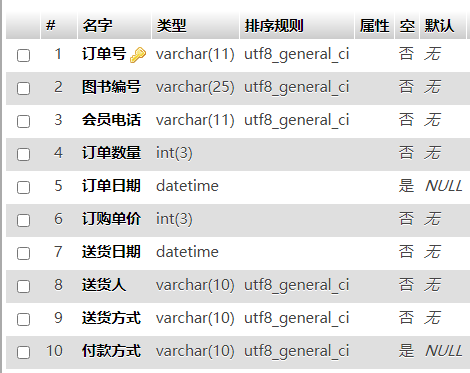 # 名字 类型 排序规则 属性 空 默认
1 订单号 varchar(11) utf8_general_ci 否 无
2 图书编号 varchar(25) utf8_general_ci 否 无
3 会员电话 varchar(11) utf8_general_ci 否 无
4 订单数量 int(3) 否 无
5 订单日期 datetime 是 NULL
6 订购单价 int(3) 否 无
7 送货日期 datetime 否 无
8 送货人 varchar(10) utf8_general_ci 否 无
9 送货方式 varchar(10) utf8_general_ci 否 无
10 付款方式 varchar(10) utf8_general_ci 是 NULL